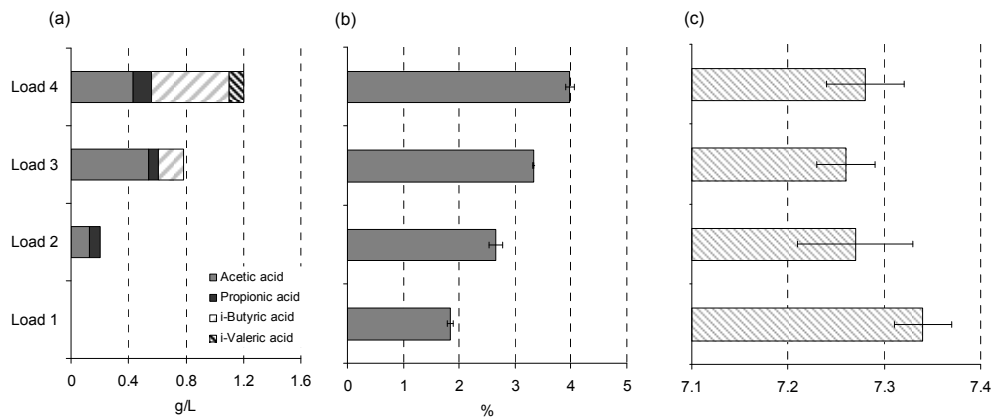 (a)
Load 4
Load 3
Load 2
Load 1
Acetic acid
Propionic acid
i-Butyric acid
i-Valeric acid
0 0.4 0.8 1.2 1.6
g/L
(b)
0 1 2 3 4 5
%
(c)
7.1 7.2 7.3 7.4